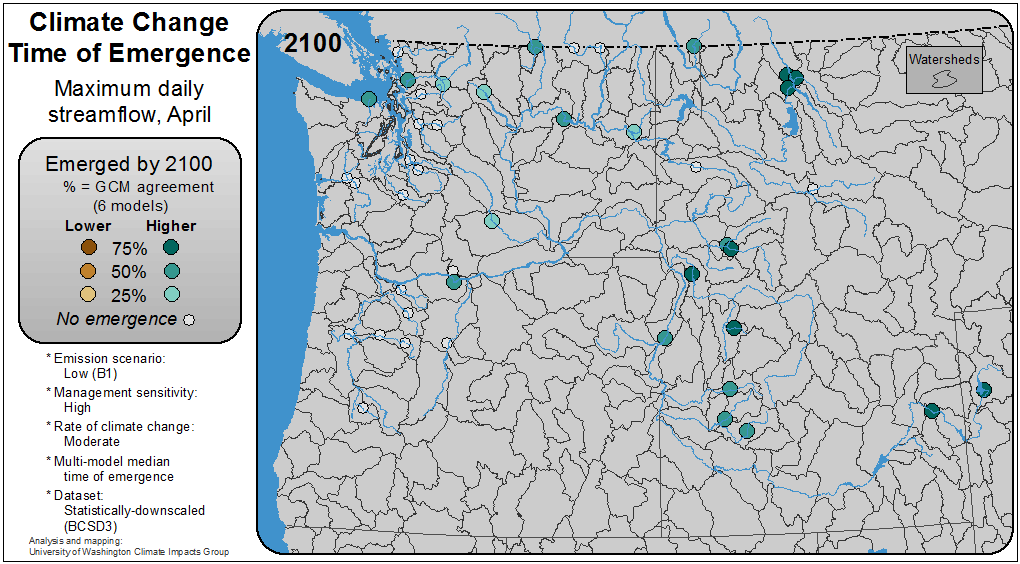 Climate Change
Time of Emergence
Maximum daily
streamflow, April
Emerged by 2100
% = GCM agreement
(6 models)
Lower Higher
75%
50%
25%
No emergence
* Emission scenario:
Low (B1)
* Management sensitivity:
High
* Rate of climate change:
Moderate
* Multi-model median
time of emergence
* Dataset:
Statistically-downscaled
(BCSD3)
Analysis and mapping:
University of Washington Climate Impacts Group
2100
Watersheds